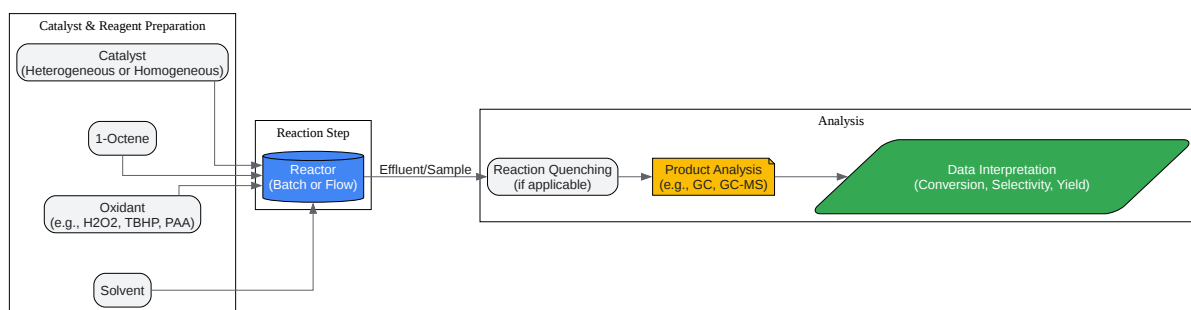 Catalyst & Reagent Preparation
Catalyst
(Heterogeneous or Homogeneous)
1-Octene
Oxidant
(e.g., H2O2, TBHP, PAA)
Solvent
Reaction Step
Reactor
(Batch or Flow)
Effluent/Sample
Analysis
Reaction Quenching
(if applicable)
Product Analysis
(e.g., GC, GC-MS)
Data Interpretation
(Conversion, Selectivity, Yield)